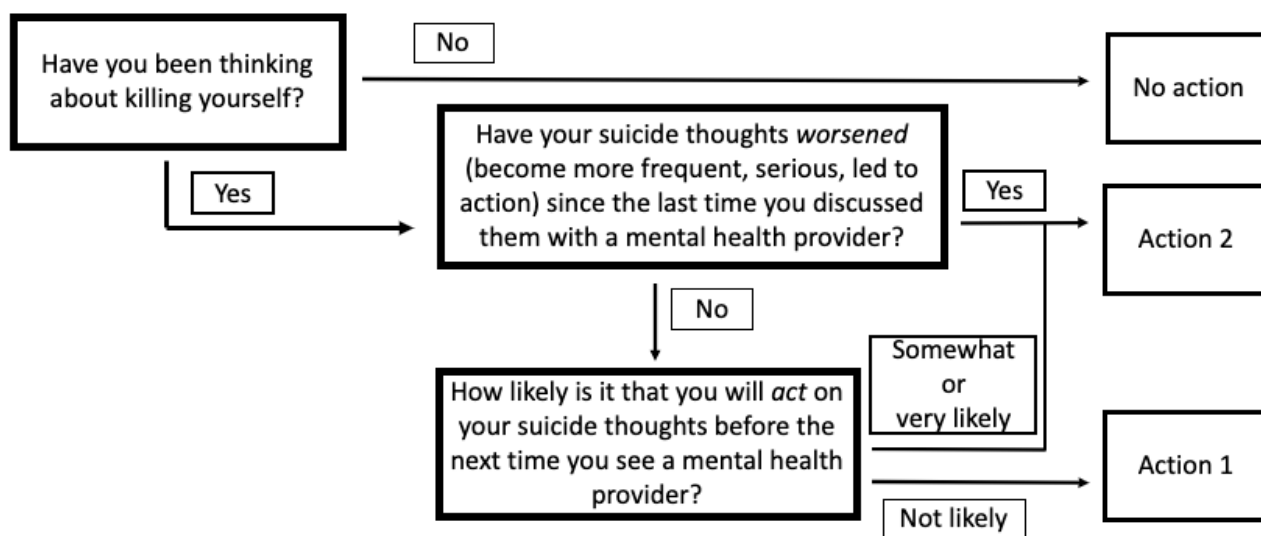 Have you been thinking
about killing yourself?
No
No action
Yes
Have your suicide thoughts worsened
(become more frequent, serious, led to
action) since the last time you discussed
them with a mental health provider?
Yes
Action 2
No
How likely is it that you will act on
your suicide thoughts before the
next time you see a mental health
provider?
Somewhat
or
very likely
Not likely
Action 1